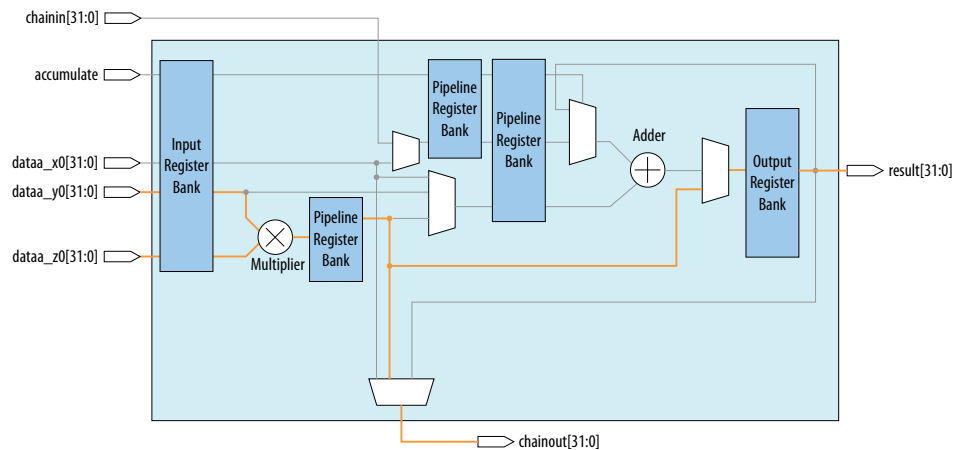 chainin[31:0]
accumulate
dataa_x0[31:0]
dataa_y0[31:0]
dataa_z0[31:0]
Input
Register
Bank
Multiplier
Pipeline
Register
Bank
Pipeline
Register
Bank
Pipeline
Register
Bank
Adder
Output
Register
Bank
result[31:0]
chainout[31:0]